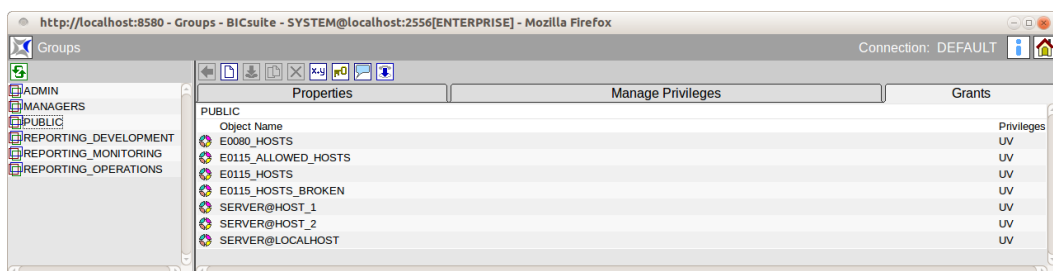 http://localhost:8580 - Groups - BICsuite - SYSTEM@localhost:2556[ENTERPRISE] - Mozilla Firefox
Groups
Connection: DEFAULT
ADMIN
MANAGERS
PUBLIC
REPORTING_DEVELOPMENT
REPORTING_MONITORING
REPORTING_OPERATIONS
x,y
Properties
Manage Privileges
Grants
PUBLIC
Object Name Privileges
E0080_HOSTS UV
E0115_ALLOWED_HOSTS UV
E0115_HOSTS UV
E0115_HOSTS_BROKEN UV
SERVER@HOST_1 UV
SERVER@HOST_2 UV
SERVER@LOCALHOST UV